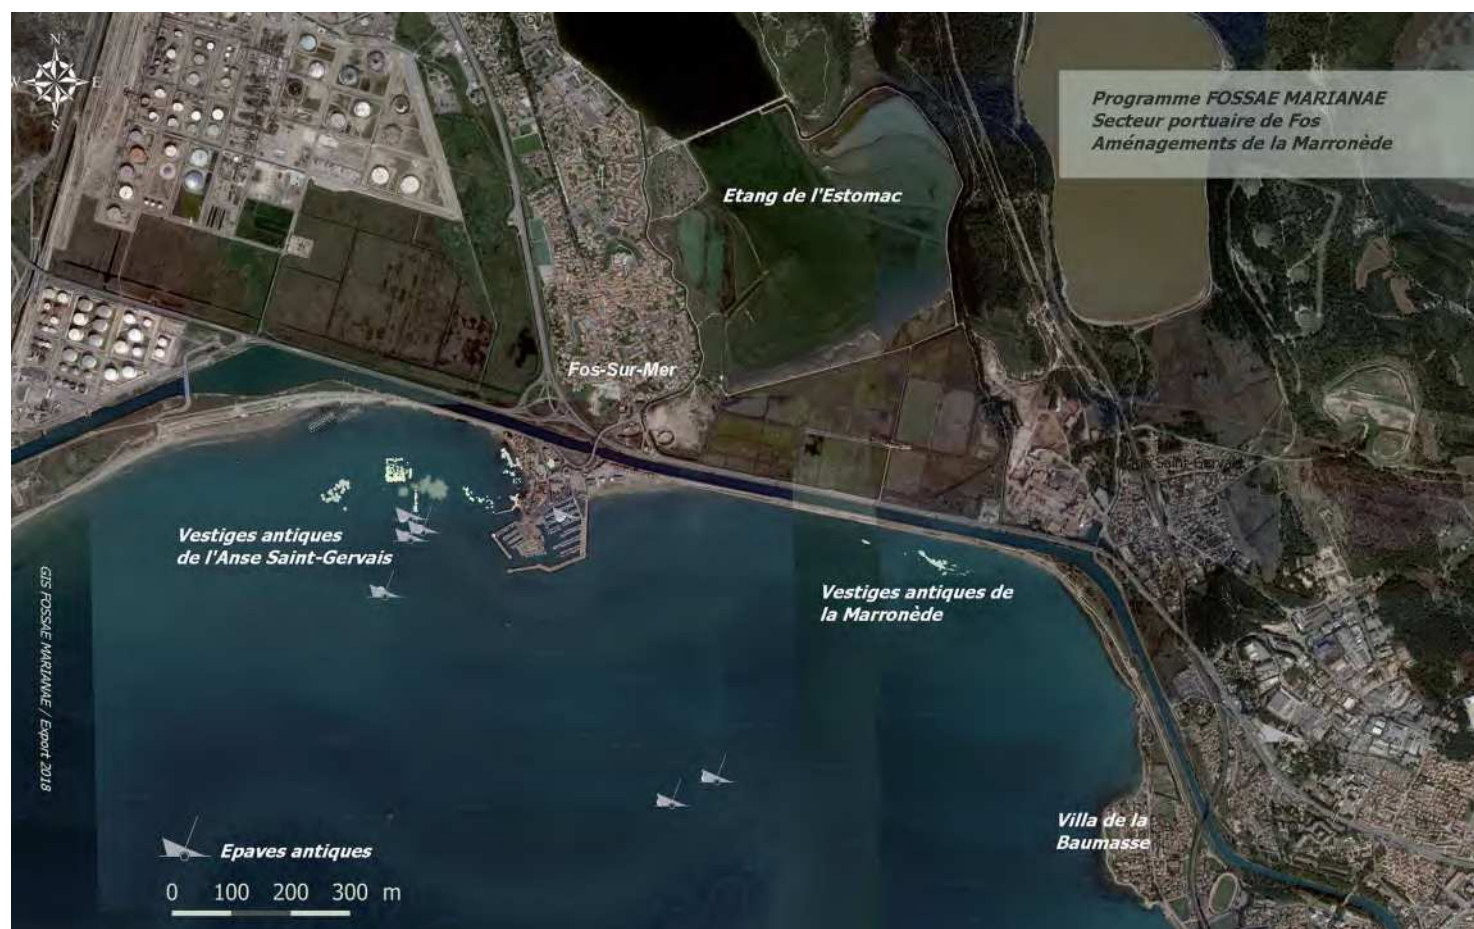 N
W E
S
Programme FOSSAE MARIANAE
Secteur portuaire de Fos
Aménagements de la Marronède
Etang de l'Estomac
Fos-Sur-Mer
Saint-Gervais
Vestiges antiques
de l'Anse Saint-Gervais
Vestiges antiques de
la Marronède
GIS FOSSAE MARIANAE / Export 2018
Villa de la
Baumasse
Epaves antiques
0 100 200 300 m